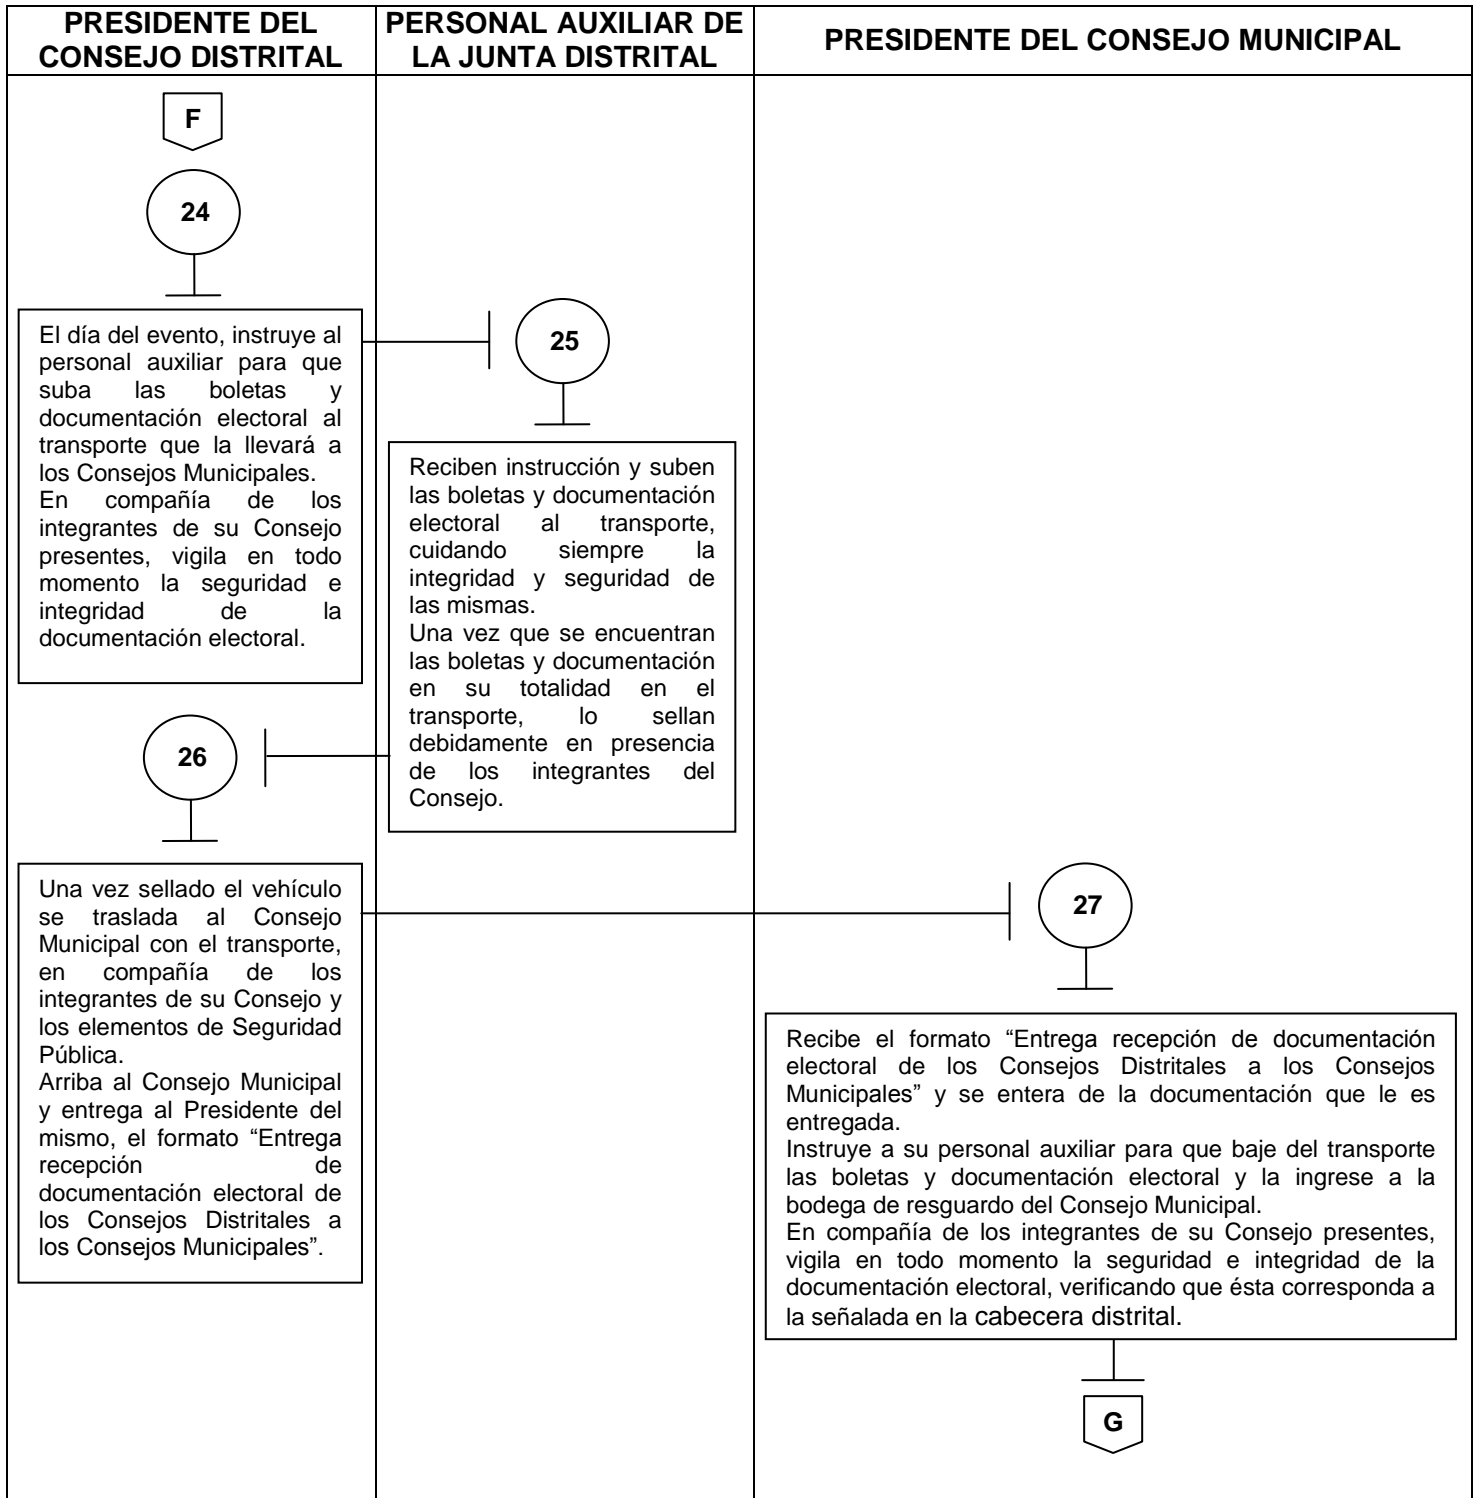 PRESIDENTE DEL
CONSEJO DISTRITAL
PERSONAL AUXILIAR DE
LA JUNTA DISTRITAL
PRESIDENTE DEL CONSEJO MUNICIPAL
F
24
El día del evento, instruye al
personal auxiliar para que
suba las boletas y
documentación electoral al
transporte que la llevará a
los Consejos Municipales.
En compañía de los
integrantes de su Consejo
presentes, vigila en todo
momento la seguridad e
integridad de la
documentación electoral.
25
Reciben instrucción y suben
las boletas y documentación
electoral al transporte,
cuidando siempre la
integridad y seguridad de
las mismas.
Una vez que se encuentran
las boletas y documentación
en su totalidad en el
transporte, lo sellan
debidamente en presencia
de los integrantes del
Consejo.
26
Una vez sellado el vehículo
se traslada al Consejo
Municipal con el transporte,
en compañía de los
integrantes de su Consejo y
los elementos de Seguridad
Pública.
Arriba al Consejo Municipal
y entrega al Presidente del
mismo, el formato “Entrega
recepción de
documentación electoral de
los Consejos Distritales a
los Consejos Municipales”.
27
Recibe el formato “Entrega recepción de documentación
electoral de los Consejos Distritales a los Consejos
Municipales” y se entera de la documentación que le es
entregada.
Instruye a su personal auxiliar para que baje del transporte
las boletas y documentación electoral y la ingrese a la
bodega de resguardo del Consejo Municipal.
En compañía de los integrantes de su Consejo presentes,
vigila en todo momento la seguridad e integridad de la
documentación electoral, verificando que ésta corresponda a
la señalada en la cabecera distrital.
G